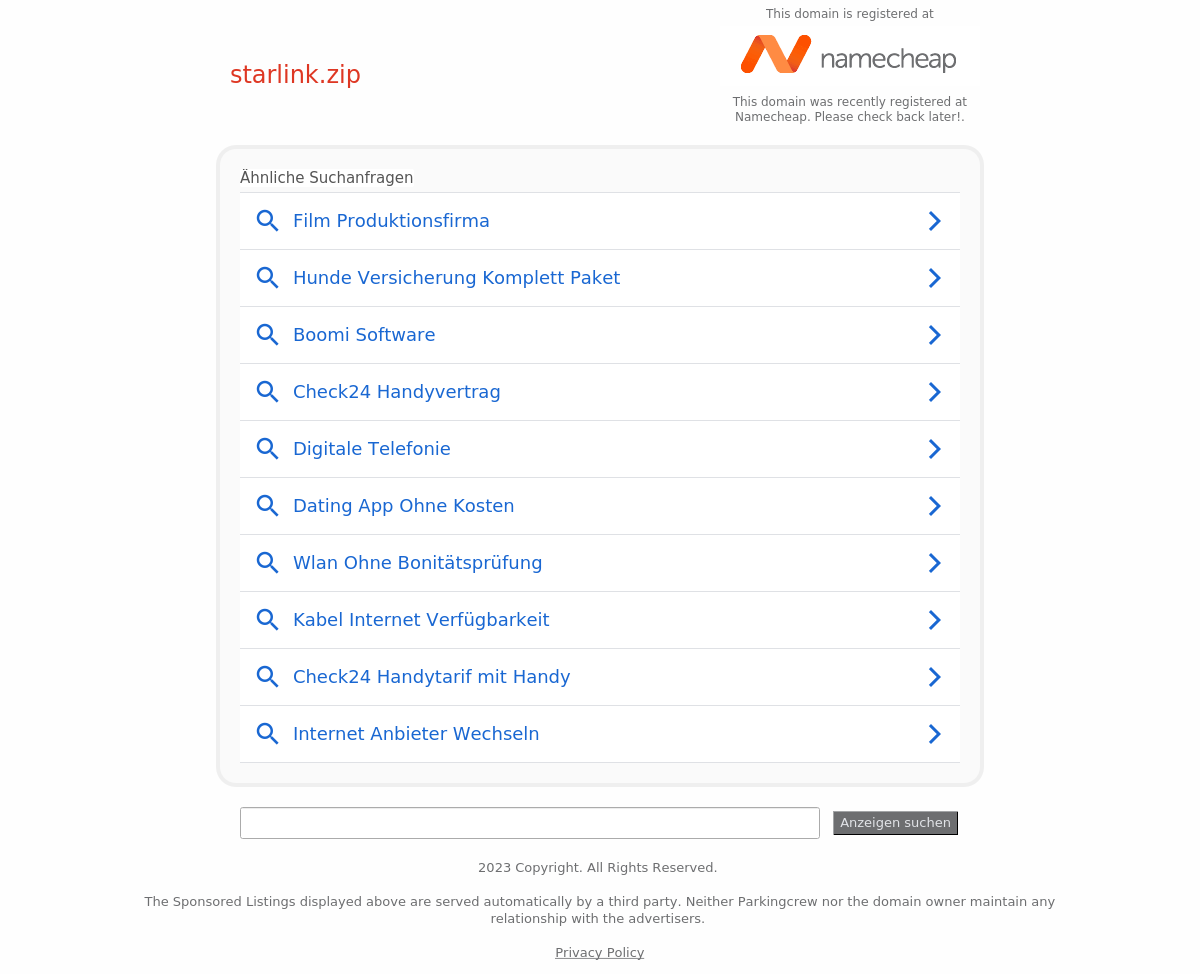 This domain is registered at
namecheap
starlink.zip
This domain was recently registered at
Namecheap. Please check back later!.
Ähnliche Suchanfragen
Film Produktionsfirma
Hunde Versicherung Komplett Paket
Boomi Software
Check24 Handyvertrag
Digitale Telefonie
Dating App Ohne Kosten
Wlan Ohne Bonitätsprüfung
Kabel Internet Verfügbarkeit
Check24 Handytarif mit Handy
Internet Anbieter Wechseln
Anzeigen suchen
2023 Copyright. All Rights Reserved.
The Sponsored Listings displayed above are served automatically by a third party. Neither Parkingcrew nor the domain owner maintain any
relationship with the advertisers.
Privacy Policy